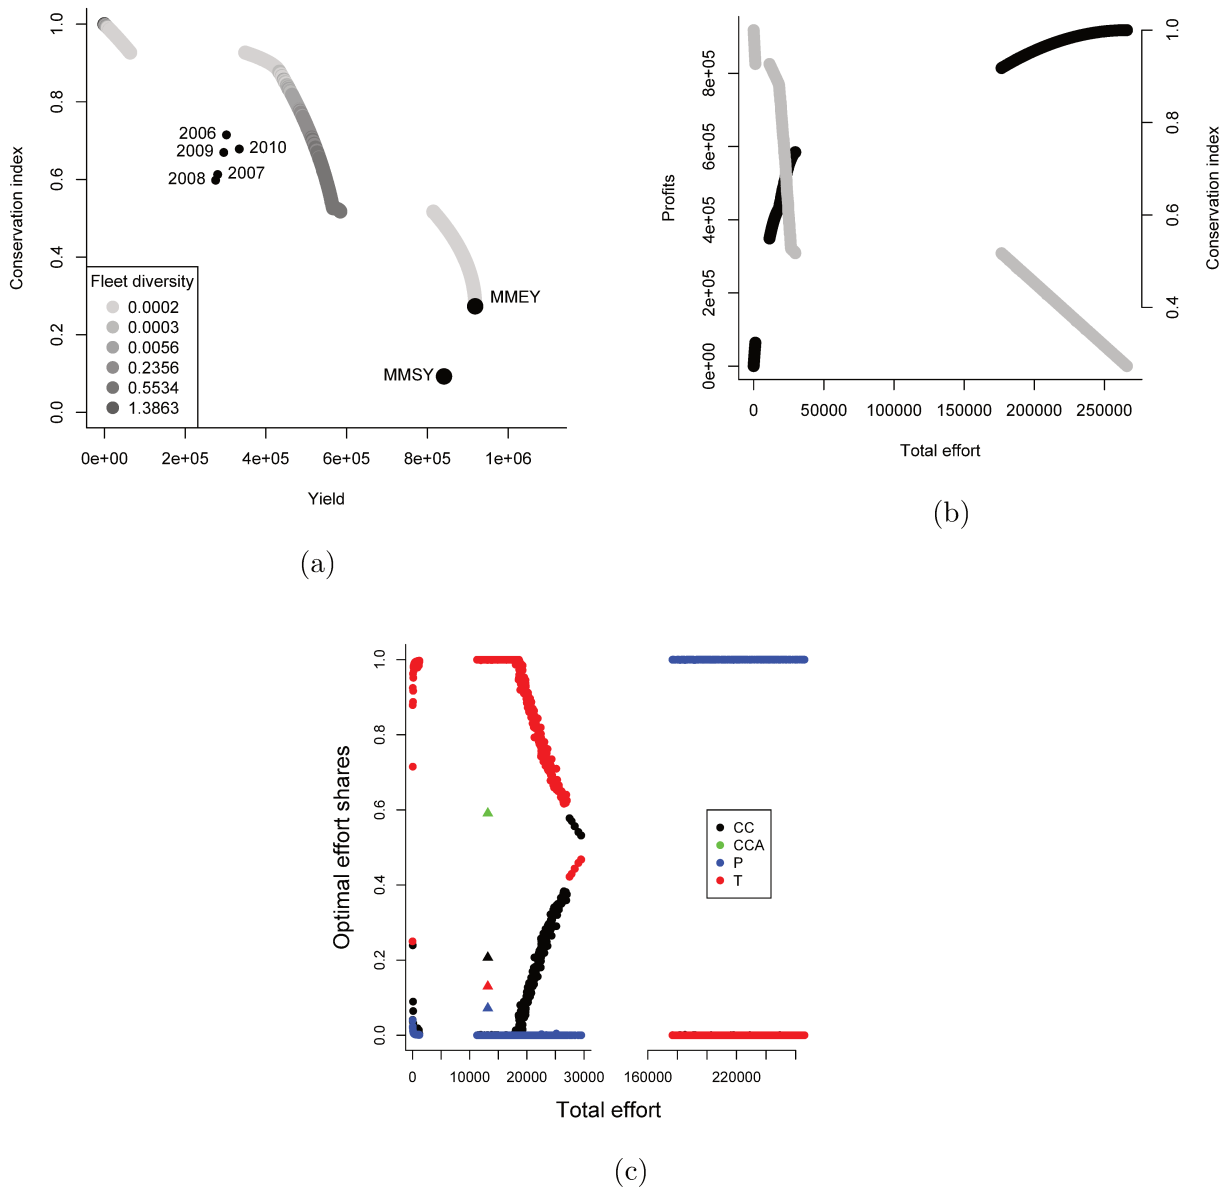 Conservation index
1.0
0.8
0.6
0.4
0.2
0.0
2006
2009
2010
2008
2007
Fleet diversity
0.0002
0.0003
0.0056
0.2356
0.5534
1.3863
MMEY
MMSY
0e+00 2e+05 4e+05 6e+05 8e+05 1e+06
Yield
(a)
Profits
8e+05
6e+05
4e+05
2e+05
0e+00
1.0
0.8
0.6
0.4
Conservation index
0 50000 100000 150000 200000 250000
Total effort
(b)
Optimal effort shares
1.0
0.8
0.6
0.4
0.2
0.0
CC
CCA
P
T
0 10000 20000 30000 160000 220000
Total effort
(c)